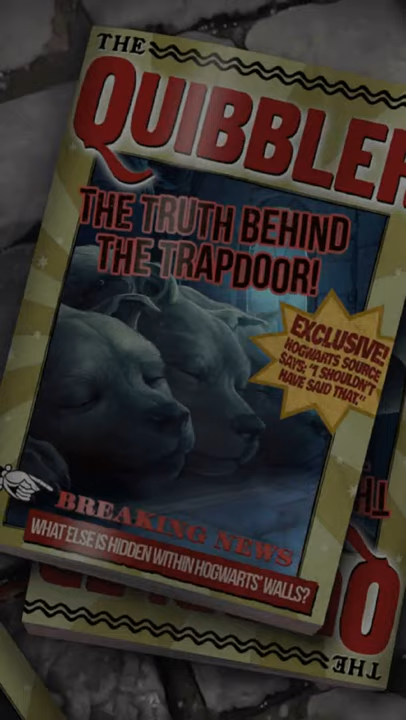 THE
QUIBBLER
THE TRUTH BEHIND
THE TRAPDOOR!
EXCLUSIVE!
HOGWARTS SOURCE
SAYS: "I SHOULDN'T
HAVE SAID THAT."
BREAKING NEWS
WHAT ELSE IS HIDDEN WITHIN HOGWARTS' WALLS?
THE